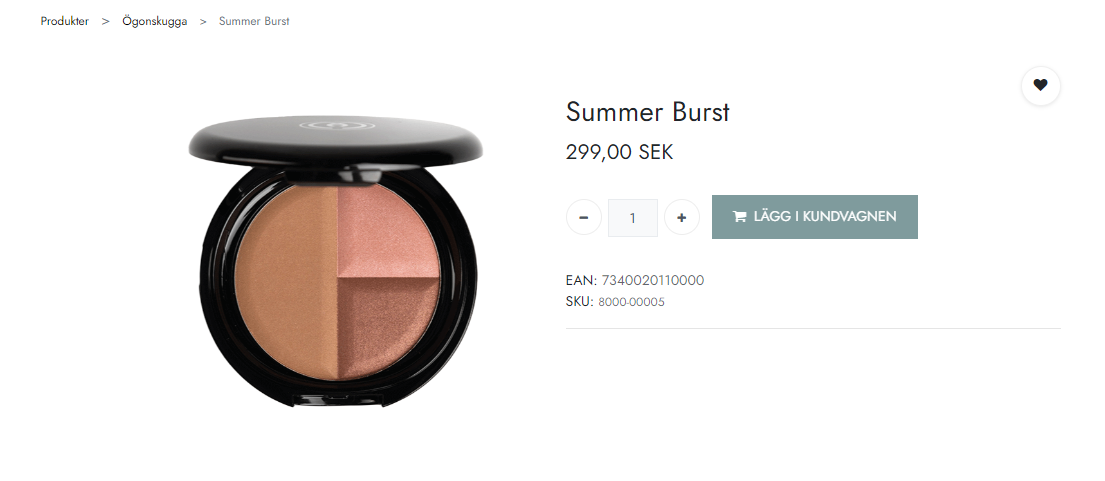 Produkter > Ögonskugga > Summer Burst
Summer Burst
299,00 SEK
− 1 + LÄGG I KUNDVAGNEN
EAN: 7340020110000
SKU: 8000-00005